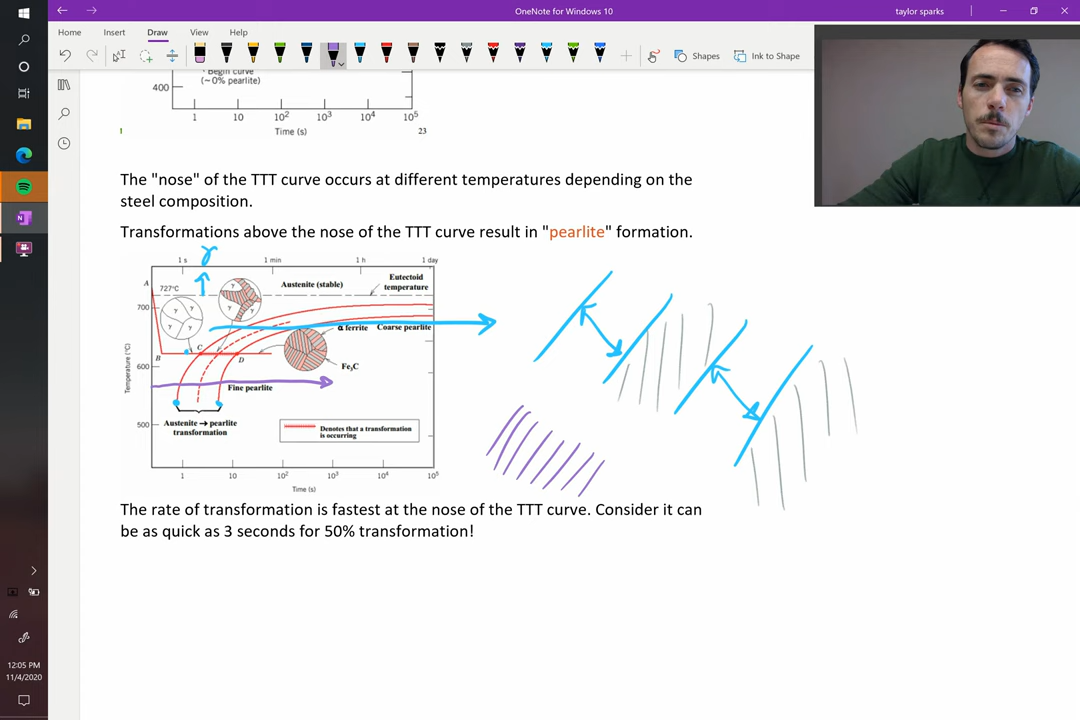 OneNote for Windows 10
taylor sparks
Home Insert Draw View Help
Shapes
Ink to Shape
Begin curve
(~0% pearlite)
400
1 10 10² 10³ 10⁴ 10⁵
Time (s)
1
23
The "nose" of the TTT curve occurs at different temperatures depending on the
steel composition.
Transformations above the nose of the TTT curve result in "pearlite" formation.
γ
1 s 1 min 1 h 1 day
A
727°C
Austenite (stable)
Eutectoid
temperature
γ γ
γ γ
γ
γ
700
α ferrite
Coarse pearlite
B
C
D
600
Fe₃C
Temperature (°C)
Fine pearlite
500
Austenite → pearlite
transformation
Denotes that a transformation
is occurring
1 10 10² 10³ 10⁴ 10⁵
Time (s)
The rate of transformation is fastest at the nose of the TTT curve. Consider it can
be as quick as 3 seconds for 50% transformation!
12:05 PM
11/4/2020